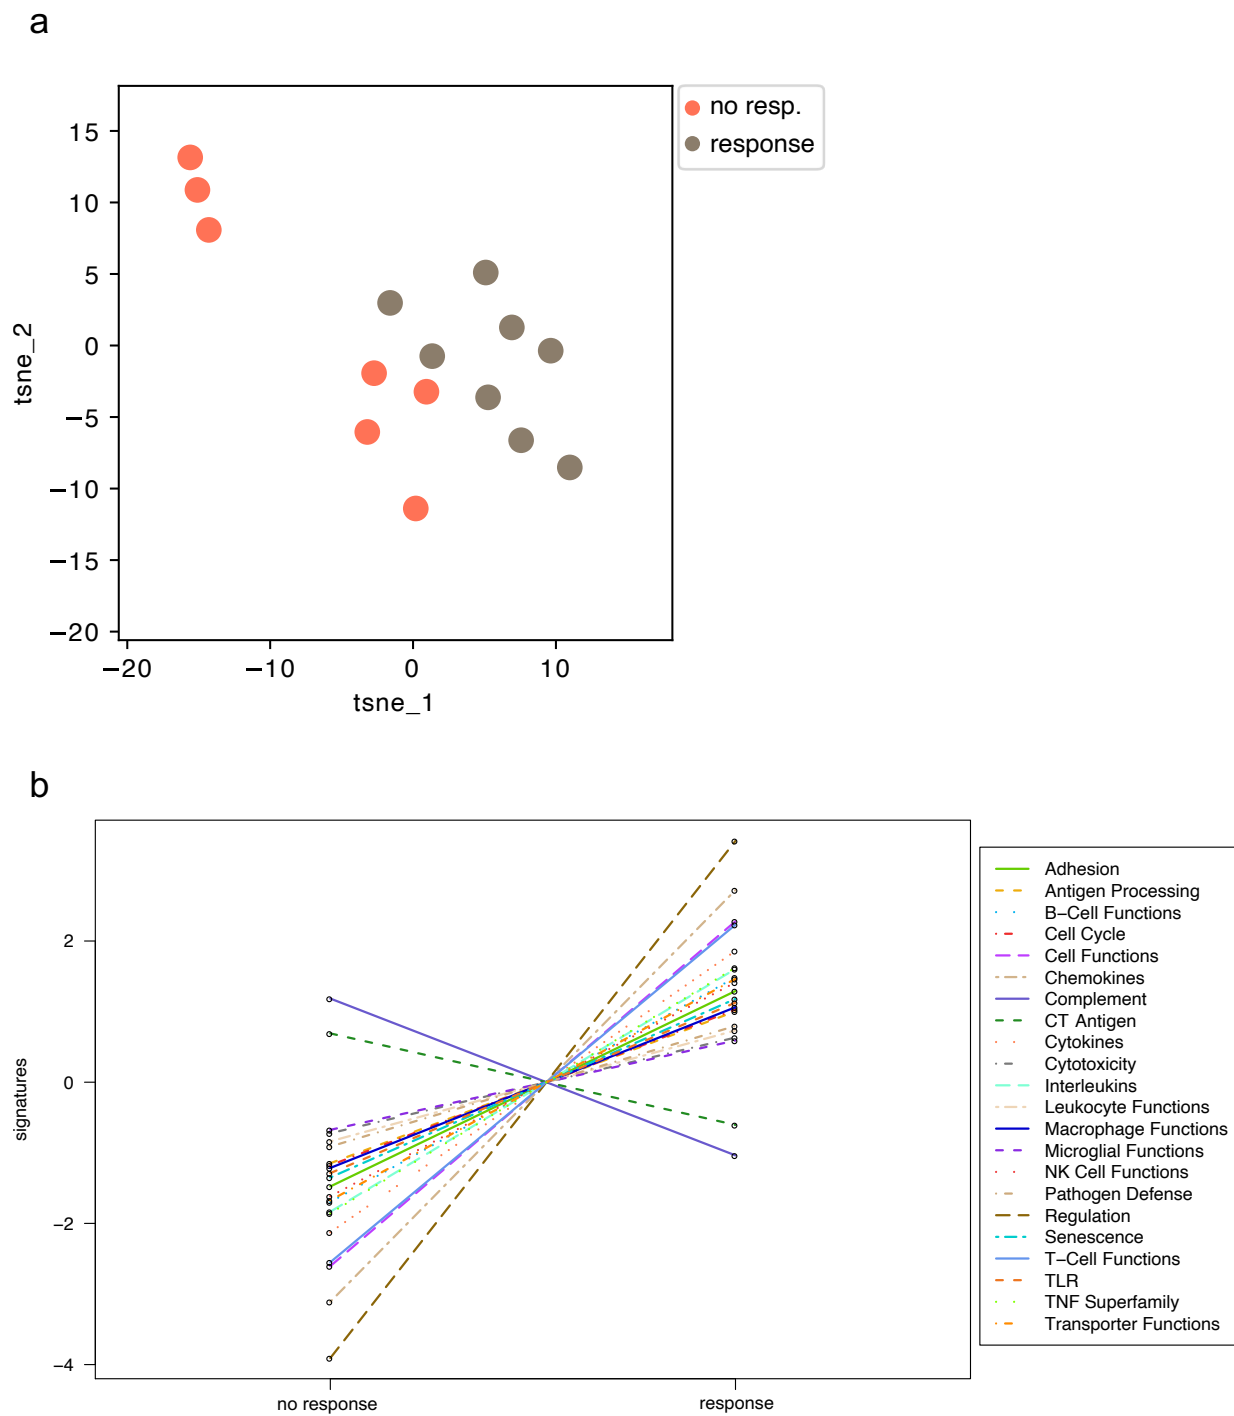 a
no resp.
response
15
10
5
0
−5
−10
−15
−20
tsne_2
−20
−10
0
10
tsne_1
b
2
0
−2
−4
signatures
no response
response
Adhesion
Antigen Processing
B−Cell Functions
Cell Cycle
Cell Functions
Chemokines
Complement
CT Antigen
Cytokines
Cytotoxicity
Interleukins
Leukocyte Functions
Macrophage Functions
Microglial Functions
NK Cell Functions
Pathogen Defense
Regulation
Senescence
T−Cell Functions
TLR
TNF Superfamily
Transporter Functions